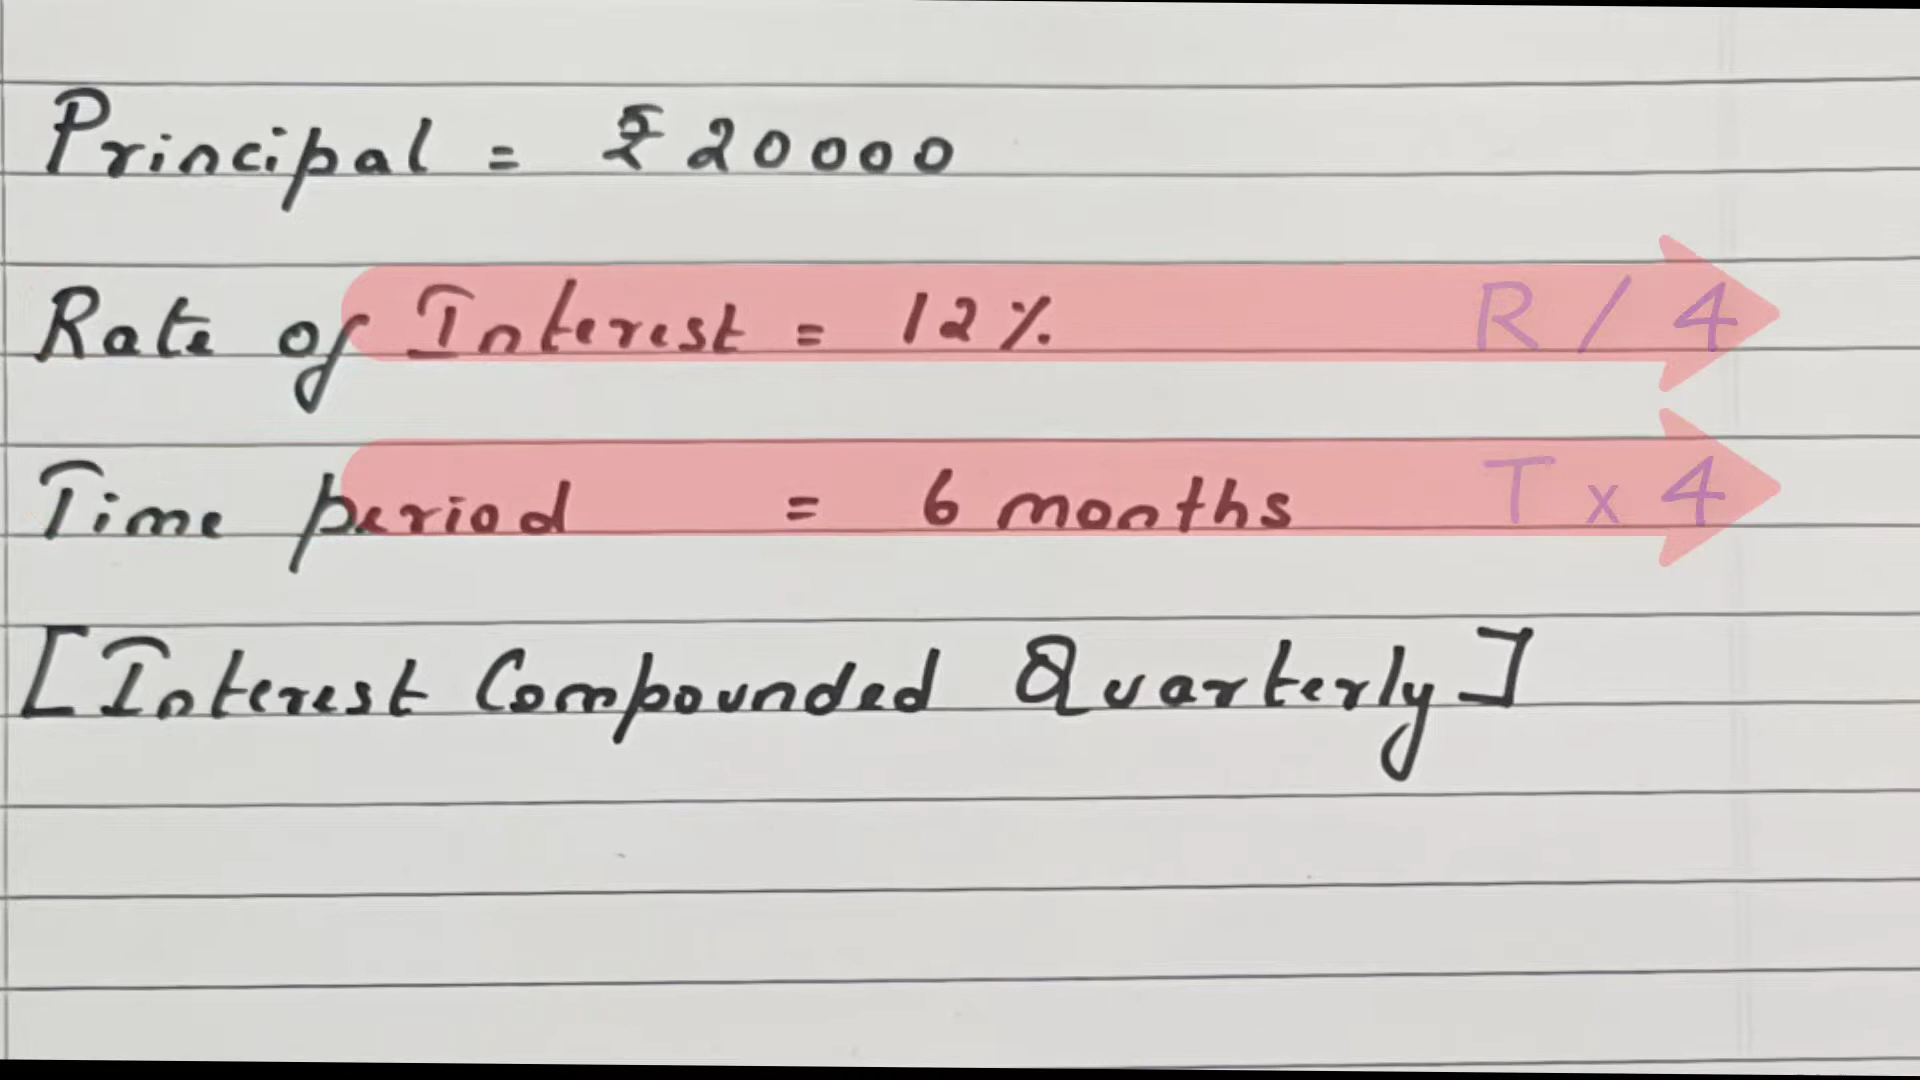 Principal = ₹20000
Rate of Interest = 12% R / 4
Time period = 6 months T x 4
[Interest Compounded Quarterly]